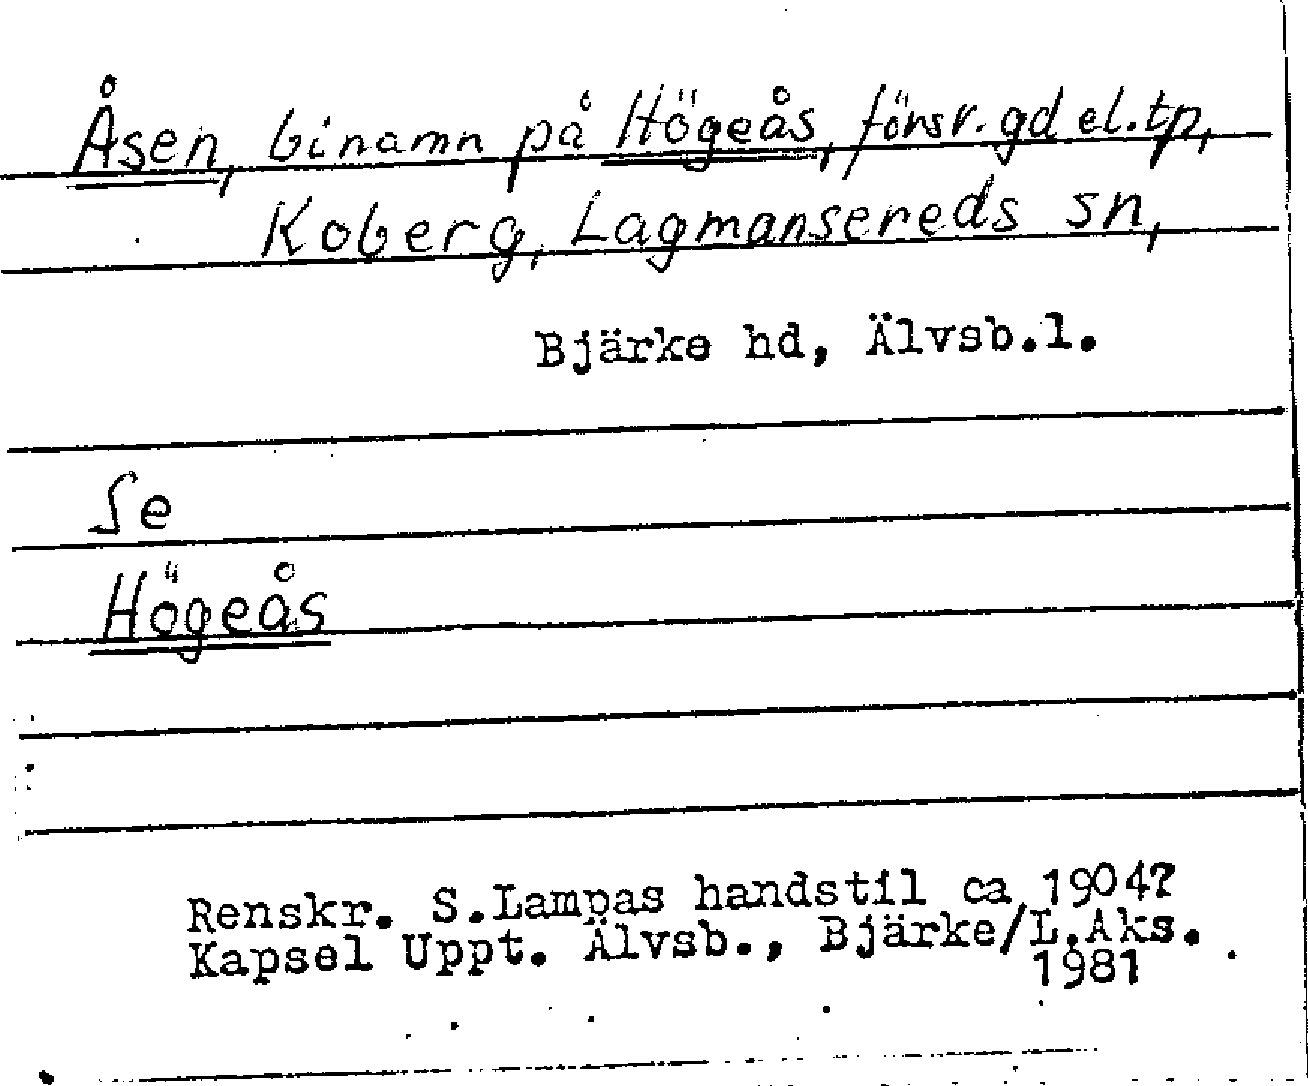 Åsen, binamn på Högeås, försv. gd el. tp,
Koberg, Lagmansereds sn,
Bjärke hd, Älvsb.l.
Se
Högeås
Renskr. S.Lampas handstil ca 1904?
Kapsel Uppt. Älvsb., Bjärke/L.Aks.
1981